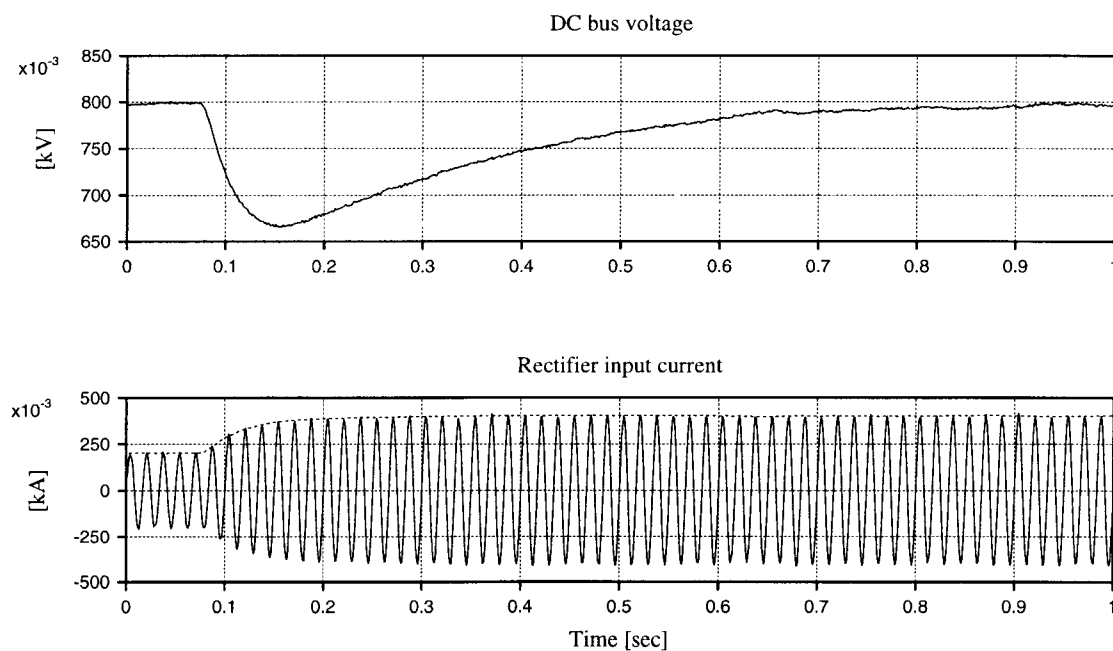 DC bus voltage
x10-3
850
800
750
700
650
[kV]
0 0.1 0.2 0.3 0.4 0.5 0.6 0.7 0.8 0.9 1
Rectifier input current
x10-3
500
250
0
-250
-500
[kA]
0 0.1 0.2 0.3 0.4 0.5 0.6 0.7 0.8 0.9 1
Time [sec]